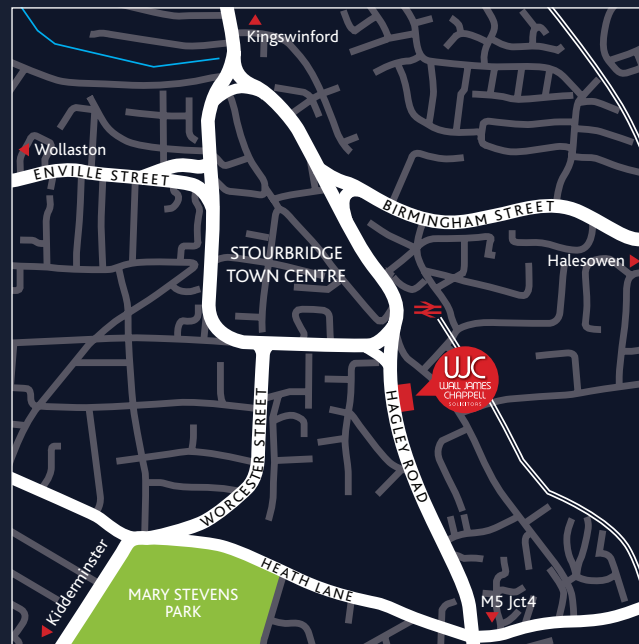 Kingswinford
Wollaston
ENVILLE STREET
BIRMINGHAM STREET
STOURBRIDGE
TOWN CENTRE
Halesowen
WJC
WALL JAMES
CHAPPELL
SOLICITORS
HAGLEY ROAD
WORCESTER STREET
Kidderminster
HEATH LANE
MARY STEVENS
PARK
M5 Jct4